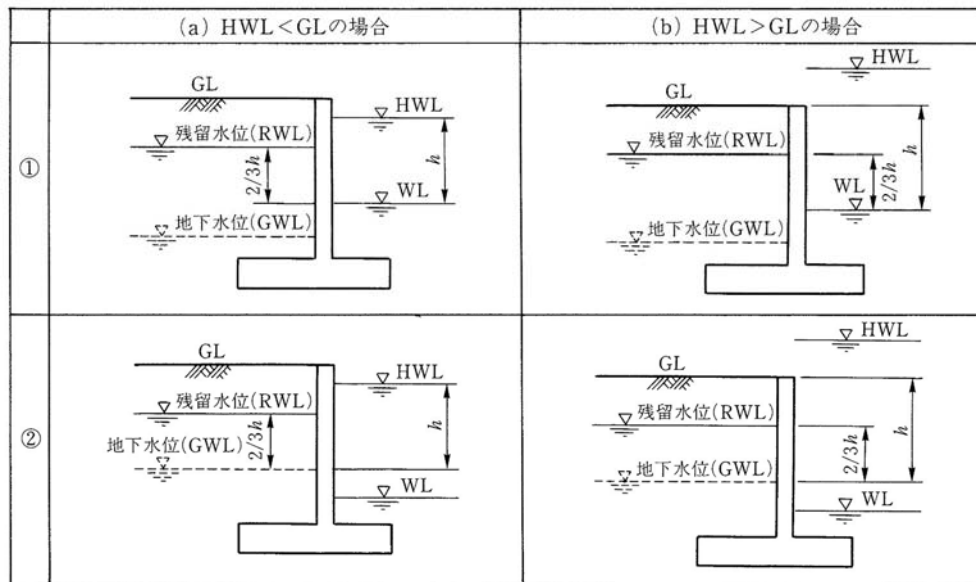 (a) HWL<GLの場合
(b) HWL>GLの場合
①
GL
HWL
残留水位(RWL)
2/3h
h
WL
地下水位(GWL)
HWL
GL
残留水位(RWL)
h
2/3h
WL
地下水位(GWL)
②
GL
HWL
残留水位(RWL)
2/3h
h
地下水位(GWL)
WL
HWL
GL
残留水位(RWL)
h
2/3h
地下水位(GWL)
WL